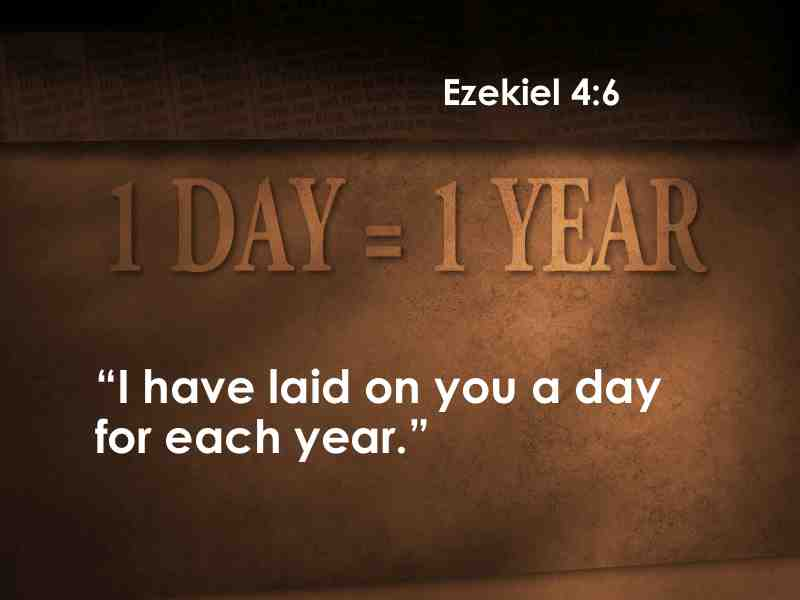 Ezekiel 4:6
1 DAY = 1 YEAR
“I have laid on you a day
for each year.”